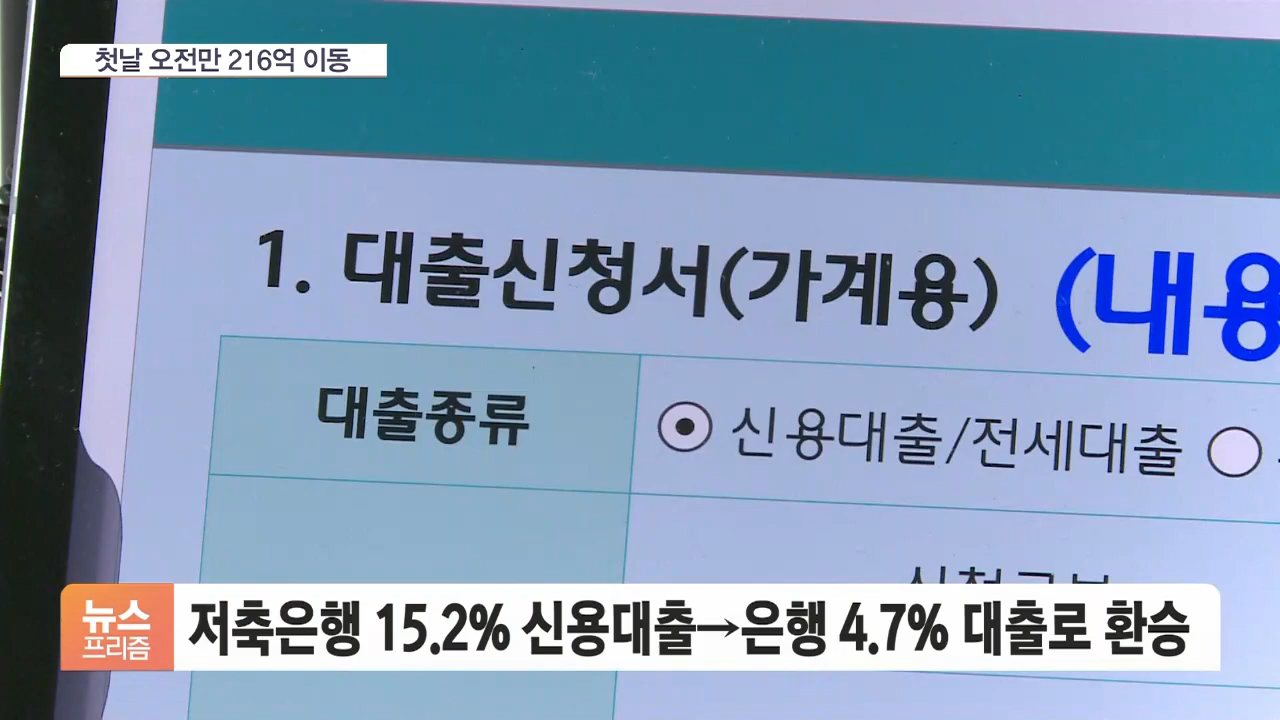 첫날 오전만 216억 이동
1. 대출신청서(가계용) (내용
대출종류
신용대출/전세대출
뉴스
프리즘
저축은행 15.2% 신용대출→은행 4.7% 대출로 환승